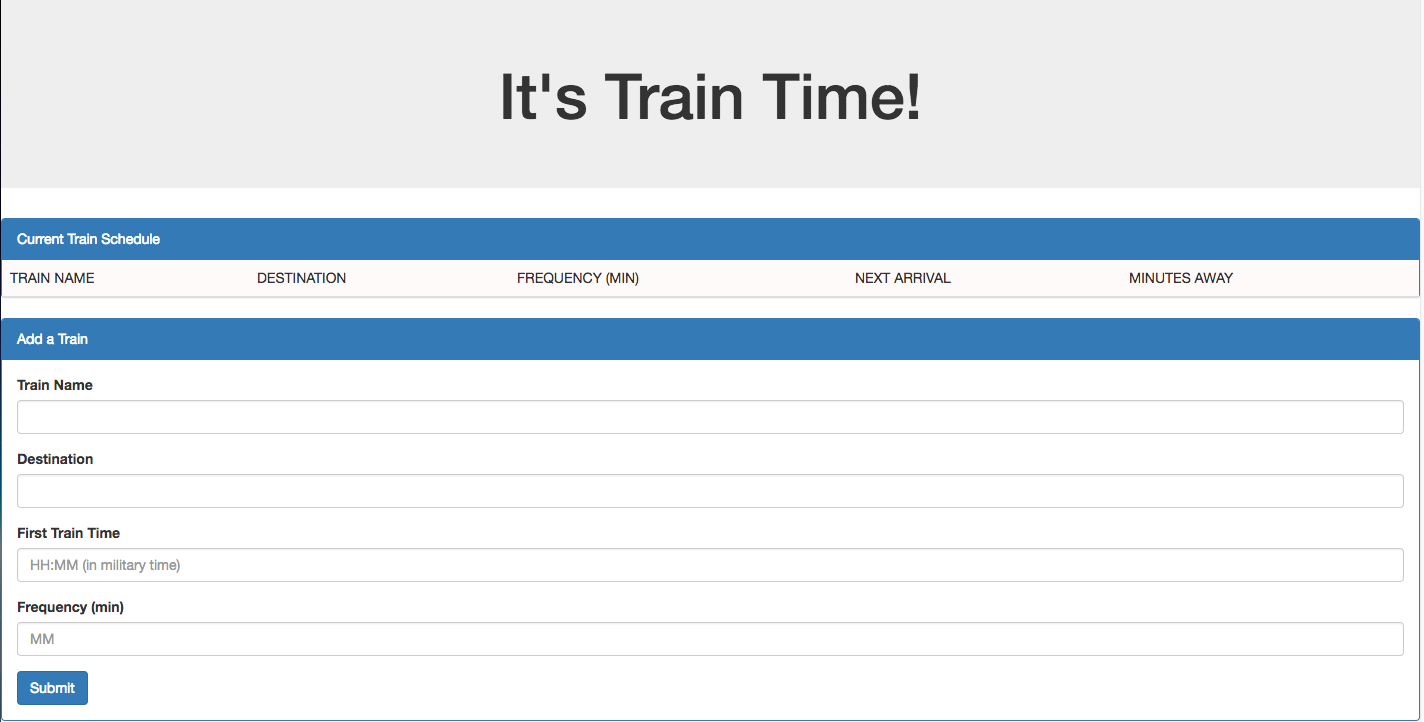 It's Train Time!
Current Train Schedule
TRAIN NAME DESTINATION FREQUENCY (MIN) NEXT ARRIVAL MINUTES AWAY
Add a Train
Train Name
Destination
First Train Time
HH:MM (in military time)
Frequency (min)
MM
Submit